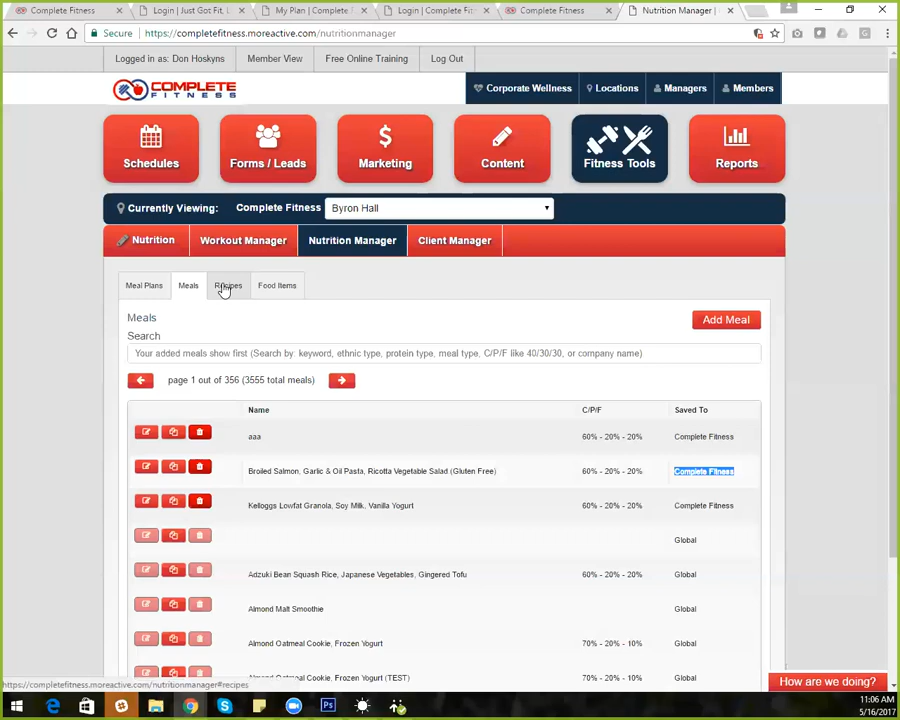 Complete Fitness
Login | Just Got Fit, I
My Plan | Complete F
Login | Complete Fitn
Complete Fitness
Nutrition Manager |
Secure https://completefitness.moreactive.com/nutritionmanager
Logged in as: Don Hoskyns Member View Free Online Training Log Out
COMPLETE
FITNESS
Corporate Wellness Locations Managers Members
Schedules Forms / Leads Marketing Content Fitness Tools Reports
Currently Viewing: Complete Fitness Byron Hall
Nutrition Workout Manager Nutrition Manager Client Manager
Meal Plans Meals Recipes Food Items
Meals
Add Meal
Search
Your added meals show first (Search by: keyword, ethnic type, protein type, meal type, C/P/F like 40/30/30, or company name)
page 1 out of 356 (3555 total meals)
Name C/P/F Saved To
aaa 60% - 20% - 20% Complete Fitness
Broiled Salmon, Garlic & Oil Pasta, Ricotta Vegetable Salad (Gluten Free) 60% - 20% - 20% Complete Fitness
Kelloggs Lowfat Granola, Soy Milk, Vanilla Yogurt 60% - 20% - 20% Complete Fitness
Global
Adzuki Bean Squash Rice, Japanese Vegetables, Gingered Tofu 60% - 20% - 20% Global
Almond Malt Smoothie Global
Almond Oatmeal Cookie, Frozen Yogurt 70% - 20% - 10% Global
Almond Oatmeal Cookie, Frozen Yogurt (TEST) 70% - 20% - 10% Global
https://completefitness.moreactive.com/nutritionmanager#recipes
How are we doing?
11:06 AM
5/16/2017